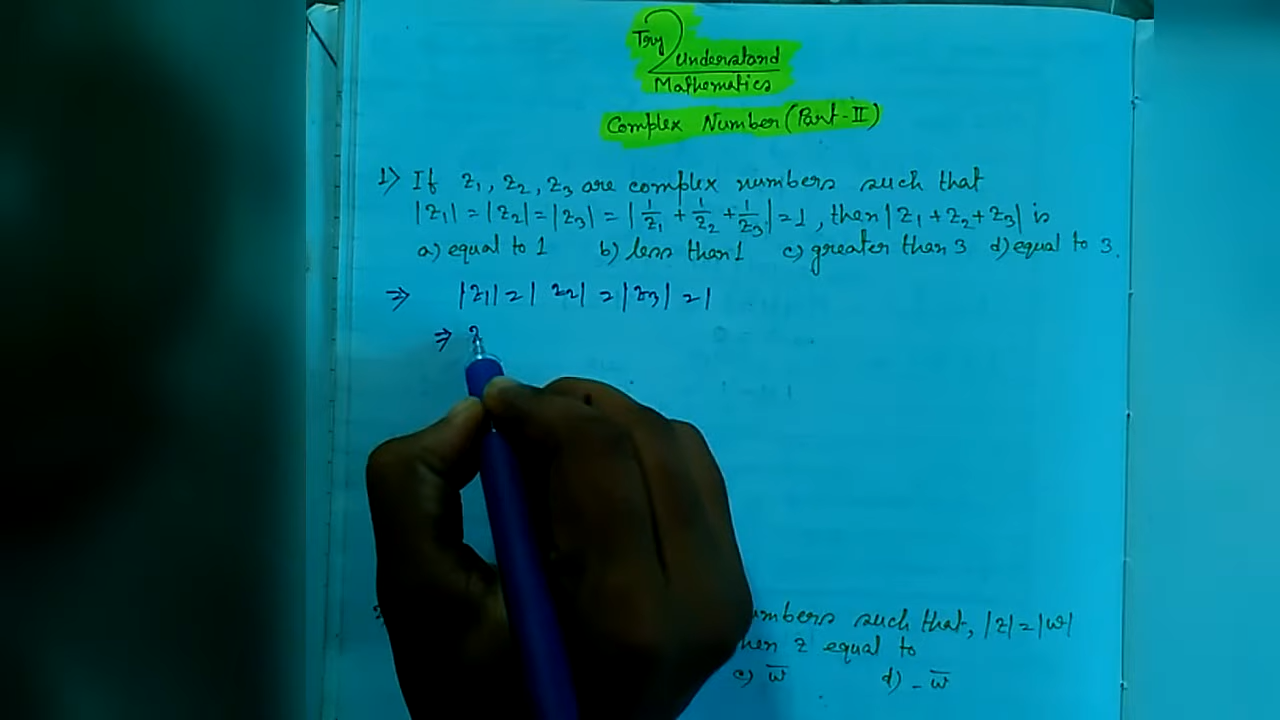 Try 2 Understand
Mathematics
Complex Number (Part-II)
1) If z₁, z₂, z₃ are complex numbers such that
|z₁| = |z₂| = |z₃| = |1/z₁ + 1/z₂ + 1/z₃| = 1, then |z₁ + z₂ + z₃| is
a) equal to 1 b) less than 1 c) greater than 3 d) equal to 3.
⇒ |z₁| = |z₂| = |z₃| = 1
⇒
umbers such that, |z| = |w|
hen z equal to
c) w̅ d) - w̅